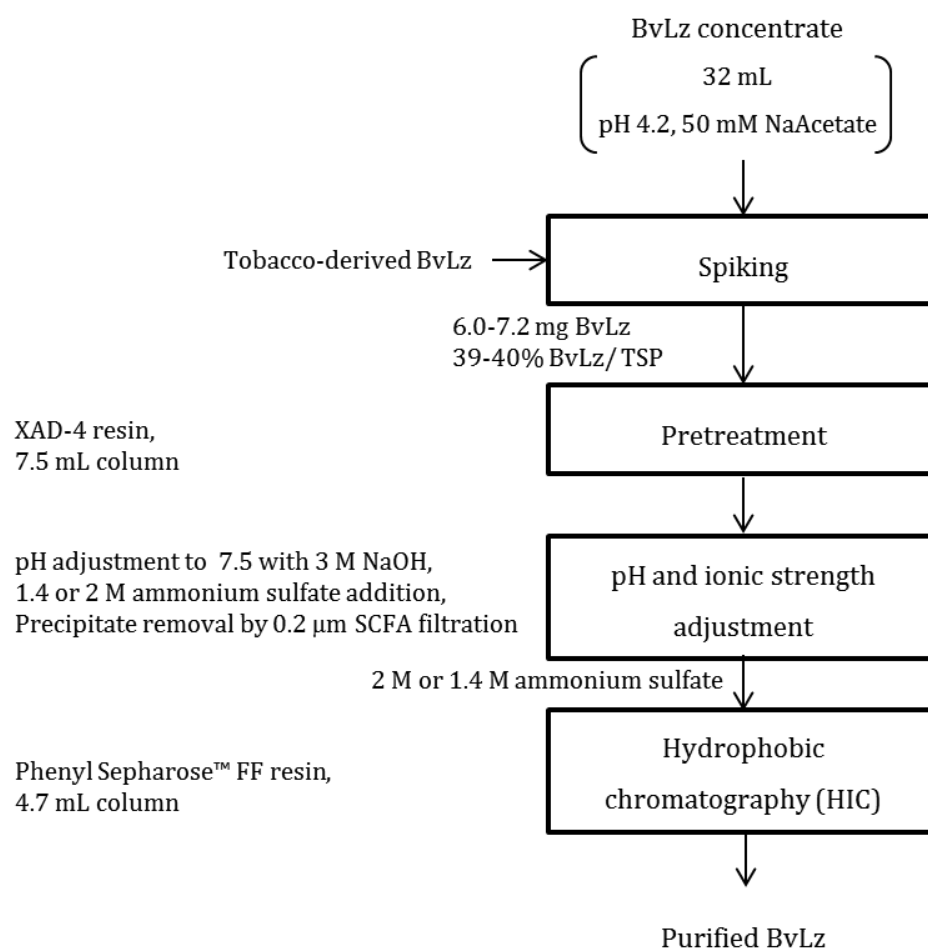 BvLz concentrate
32 mL
pH 4.2, 50 mM NaAcetate
Tobacco-derived BvLz
Spiking
6.0-7.2 mg BvLz
39-40% BvLz/ TSP
XAD-4 resin,
7.5 mL column
Pretreatment
pH adjustment to 7.5 with 3 M NaOH,
1.4 or 2 M ammonium sulfate addition,
Precipitate removal by 0.2 μm SCFA filtration
pH and ionic strength
adjustment
2 M or 1.4 M ammonium sulfate
Phenyl Sepharose™ FF resin,
4.7 mL column
Hydrophobic
chromatography (HIC)
Purified BvLz